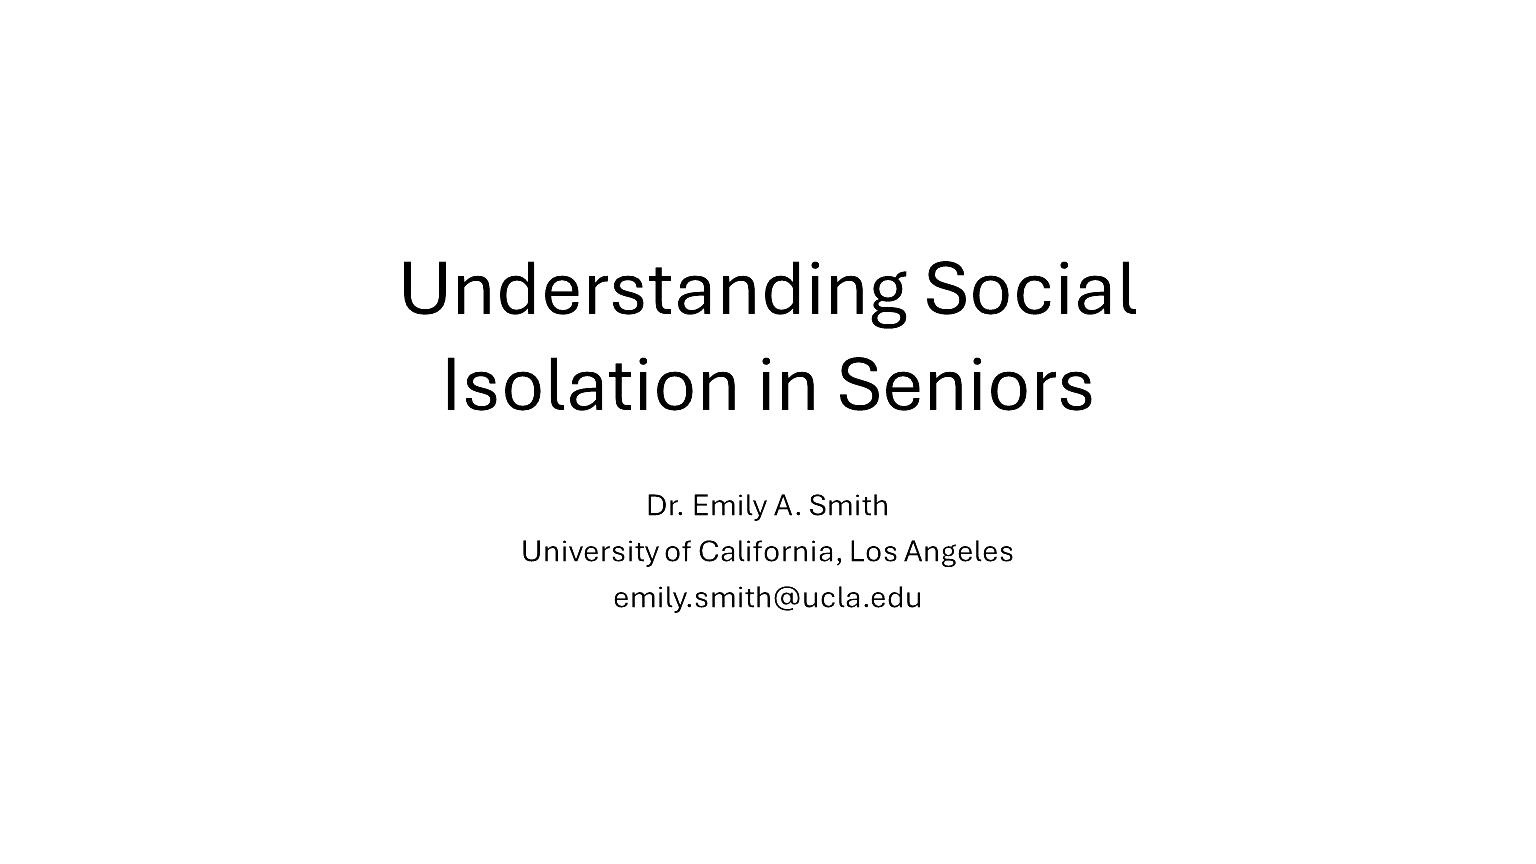 Understanding Social
Isolation in Seniors
Dr. Emily A. Smith
University of California, Los Angeles
emily.smith@ucla.edu